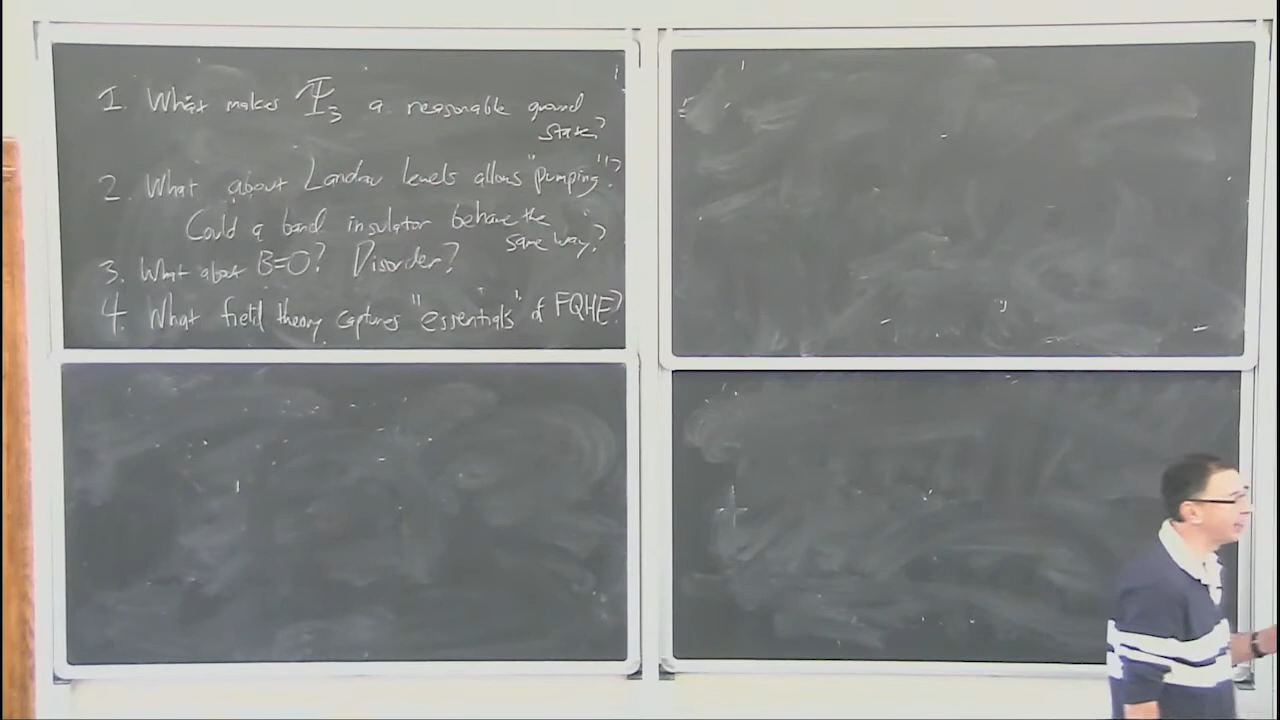 1. What makes Ψ₃ a reasonable ground
state?
2. What about Landau levels allows "pumping"?
Could a band insulator behave the
same way?
3. What about B=0? Disorder?
4. What field theory captures "essentials" of FQHE?